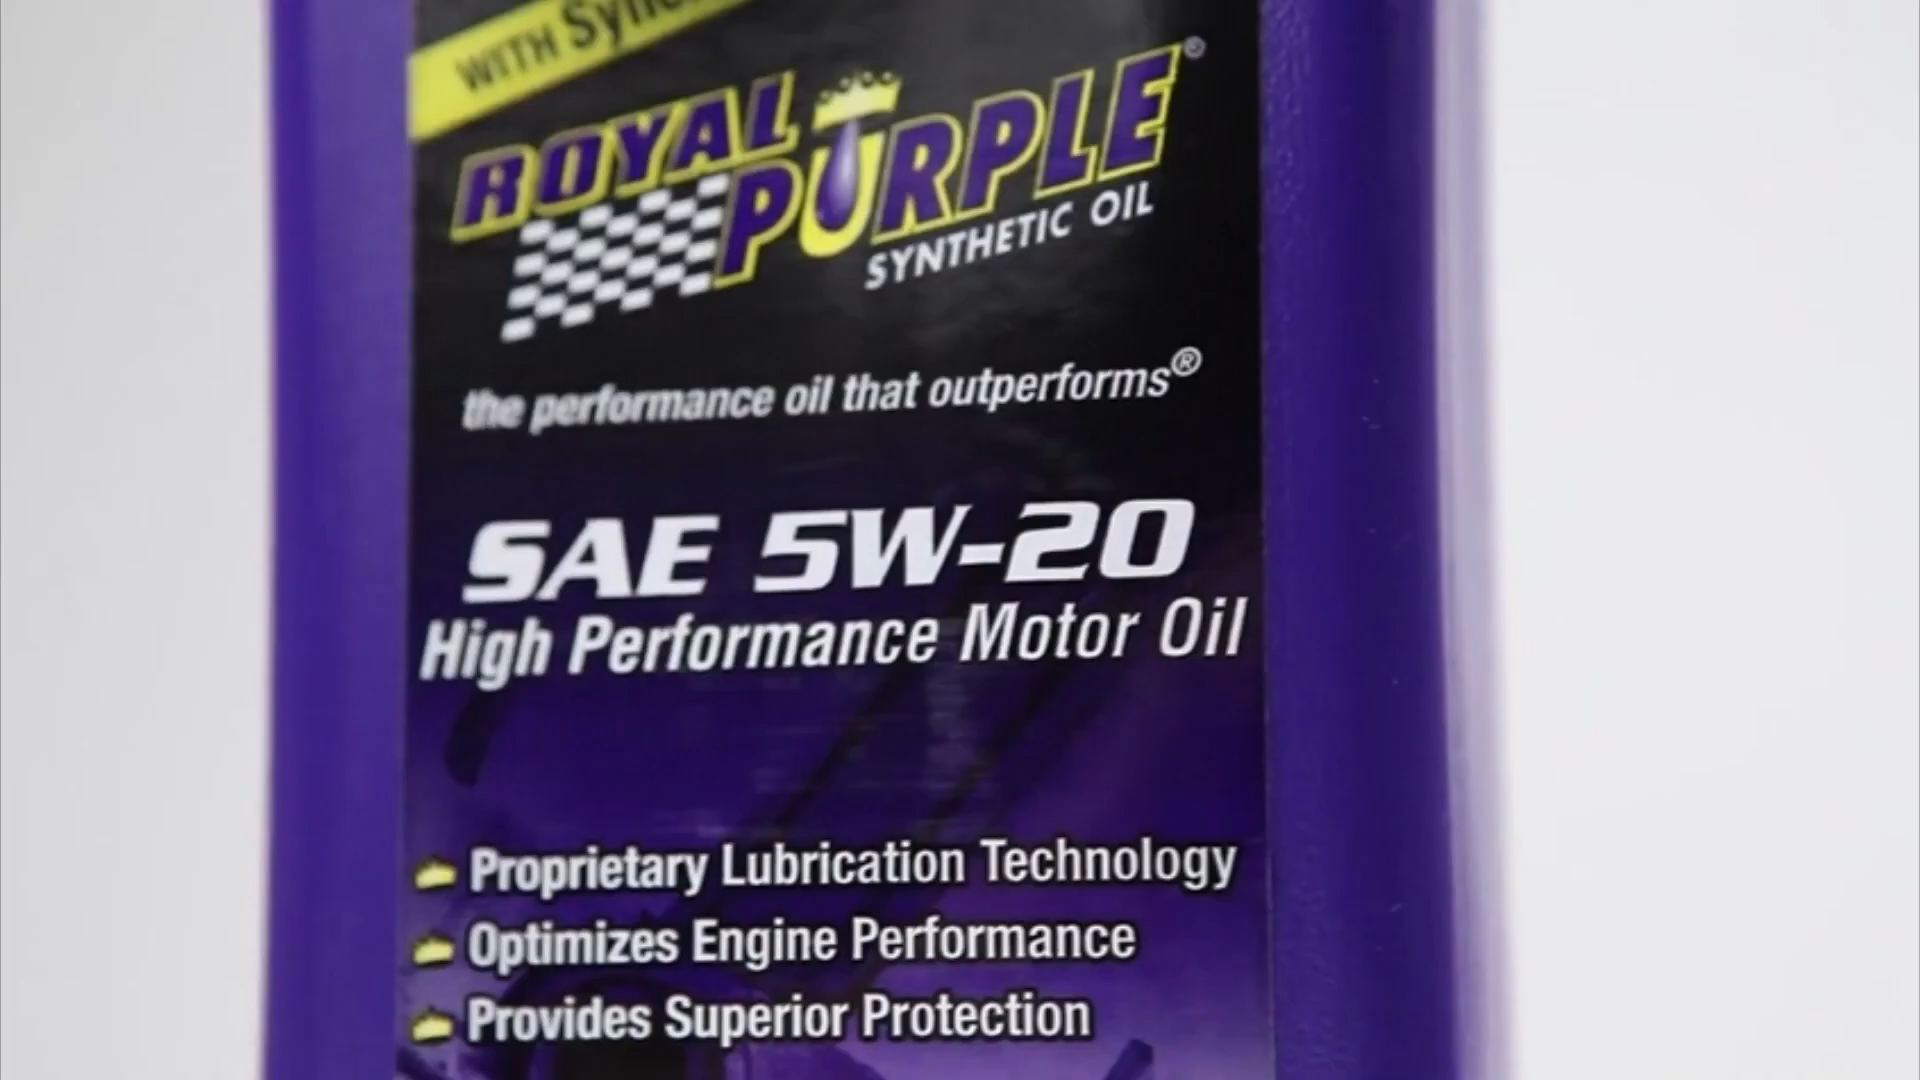 WITH
ROYAL
PURPLE®
SYNTHETIC OIL
the performance oil that outperforms®
SAE 5W-20
High Performance Motor Oil
Proprietary Lubrication Technology
Optimizes Engine Performance
Provides Superior Protection